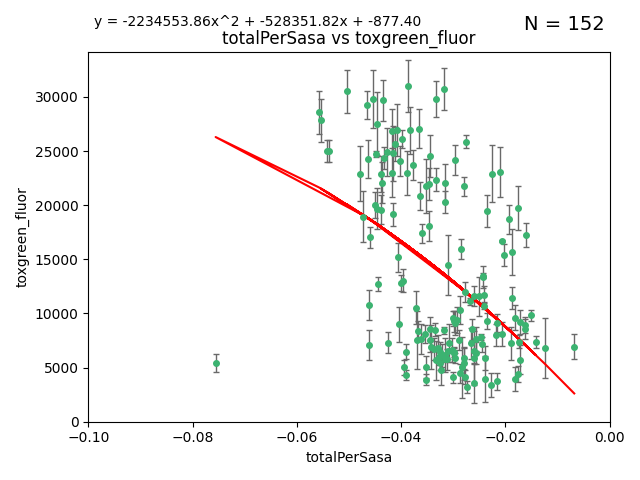 y = -2234553.86x^2 + -528351.82x + -877.40
N = 152
totalPerSasa vs toxgreen_fluor
30000
25000
20000
15000
10000
5000
0
toxgreen_fluor
−0.10
−0.08
−0.06
−0.04
−0.02
0.00
totalPerSasa